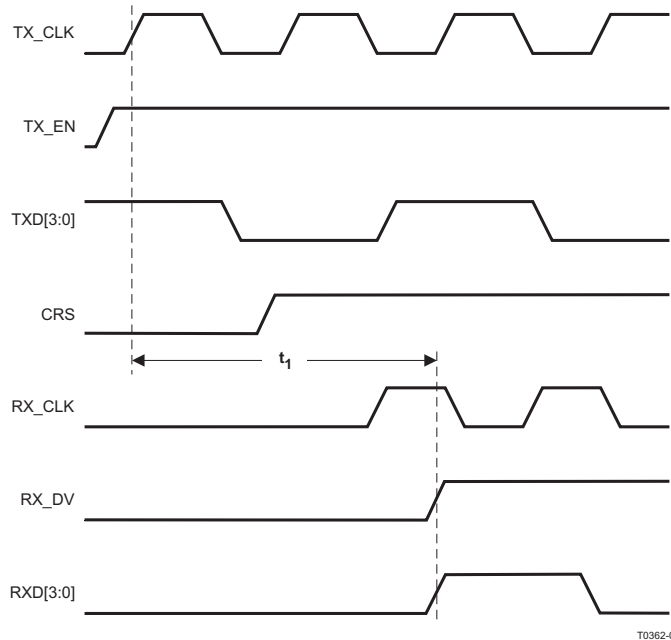 TX_CLK
TX_EN
TXD[3:0]
CRS
t1
RX_CLK
RX_DV
RXD[3:0]